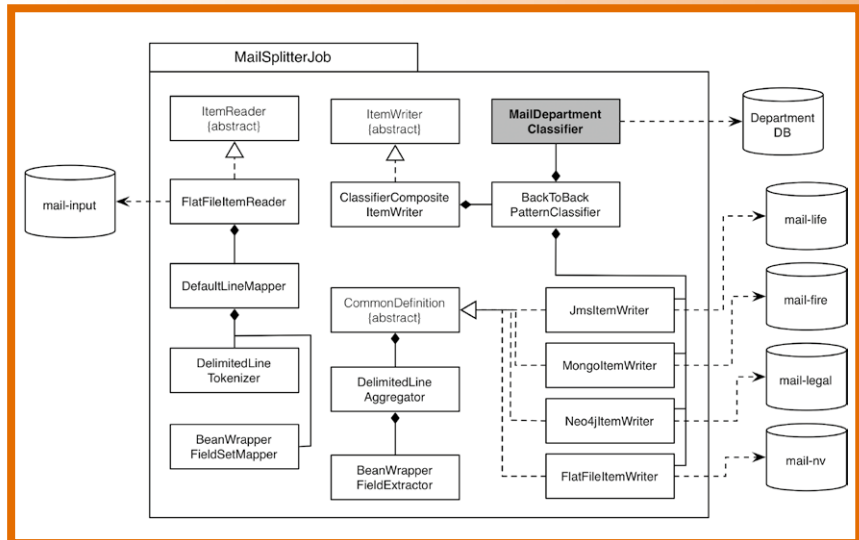 MailSplitterJob
ItemReader
{abstract}
ItemWriter
{abstract}
MailDepartment
Classifier
Department
DB
mail-input
FlatFileItemReader
ClassifierComposite
ItemWriter
BackToBack
PatternClassifier
mail-life
DefaultLineMapper
CommonDefinition
{abstract}
JmsItemWriter
mail-fire
DelimitedLine
Tokenizer
DelimitedLine
Aggregator
MongoItemWriter
mail-legal
Neo4jItemWriter
BeanWrapper
FieldSetMapper
BeanWrapper
FieldExtractor
FlatFileItemWriter
mail-nv